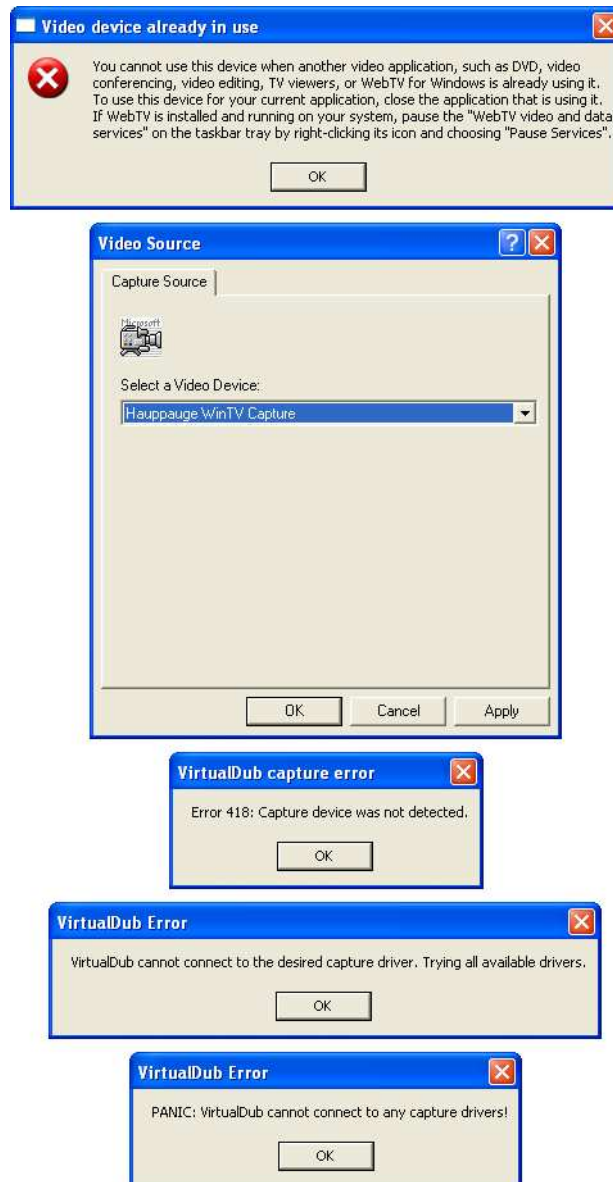 Video device already in use
You cannot use this device when another video application, such as DVD, video
conferencing, video editing, TV viewers, or WebTV for Windows is already using it.
To use this device for your current application, close the application that is using it.
If WebTV is installed and running on your system, pause the "WebTV video and data
services" on the taskbar tray by right-clicking its icon and choosing "Pause Services".
OK
Video Source
Capture Source
Microsoft
Select a Video Device:
Hauppauge WinTV Capture
OK Cancel Apply
VirtualDub capture error
Error 418: Capture device was not detected.
OK
VirtualDub Error
VirtualDub cannot connect to the desired capture driver. Trying all available drivers.
OK
VirtualDub Error
PANIC: VirtualDub cannot connect to any capture drivers!
OK